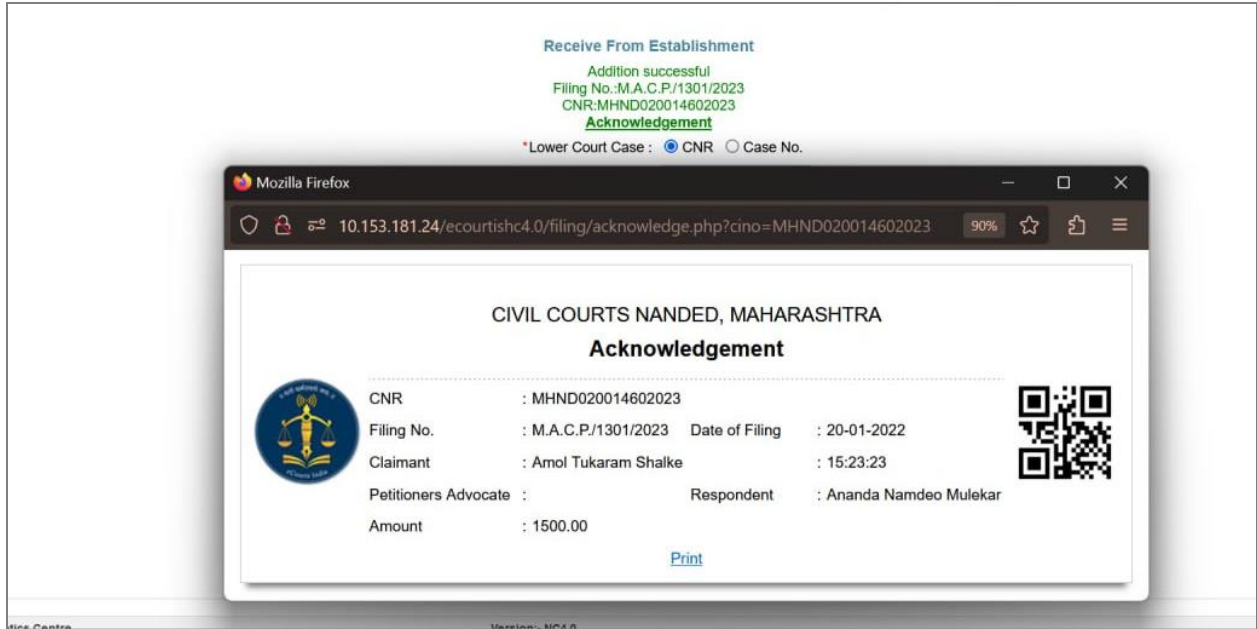 Receive From Establishment
Addition successful
Filing No.:M.A.C.P./1301/2023
CNR:MHND020014602023
Acknowledgement
*Lower Court Case : CNR Case No.
Mozilla Firefox
10.153.181.24/ecourtishc4.0/filing/acknowledge.php?cino=MHND020014602023 90%
CIVIL COURTS NANDED, MAHARASHTRA
Acknowledgement
CNR : MHND020014602023
Filing No. : M.A.C.P./1301/2023 Date of Filing : 20-01-2022
Claimant : Amol Tukaram Shalke : 15:23:23
Petitioners Advocate : Respondent : Ananda Namdeo Mulekar
Amount : 1500.00
Print
eCourts India
Centre Version:- NC4.0